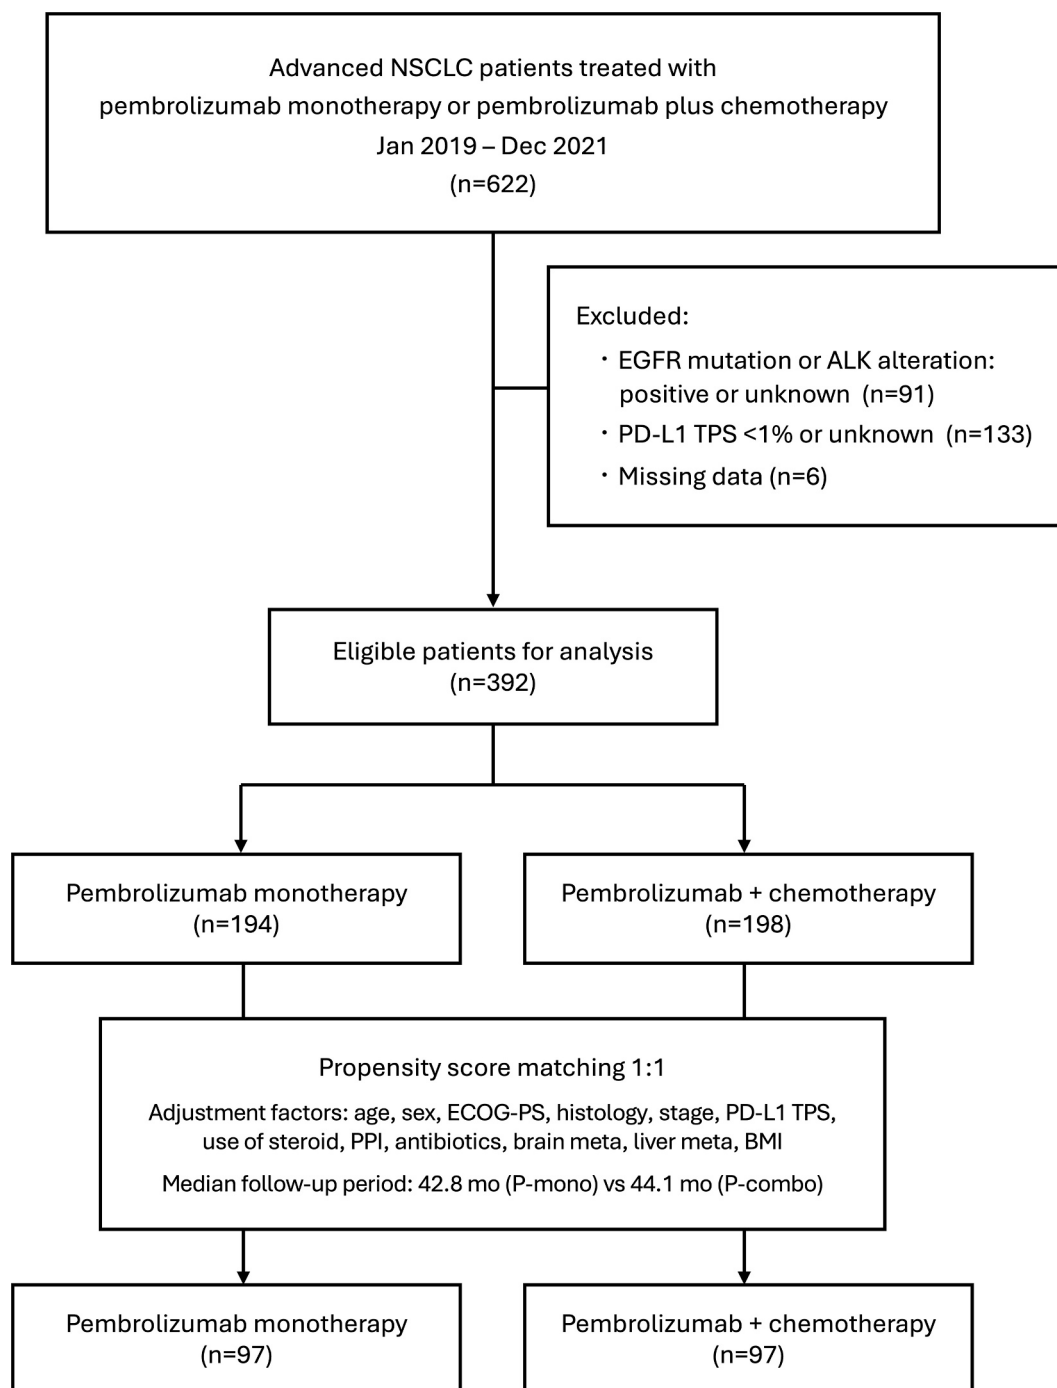 Advanced NSCLC patients treated with
pembrolizumab monotherapy or pembrolizumab plus chemotherapy
Jan 2019 – Dec 2021
(n=622)
Excluded:
・EGFR mutation or ALK alteration:
positive or unknown (n=91)
・PD-L1 TPS <1% or unknown (n=133)
・Missing data (n=6)
Eligible patients for analysis
(n=392)
Pembrolizumab monotherapy
(n=194)
Pembrolizumab + chemotherapy
(n=198)
Propensity score matching 1:1
Adjustment factors: age, sex, ECOG-PS, histology, stage, PD-L1 TPS,
use of steroid, PPI, antibiotics, brain meta, liver meta, BMI
Median follow-up period: 42.8 mo (P-mono) vs 44.1 mo (P-combo)
Pembrolizumab monotherapy
(n=97)
Pembrolizumab + chemotherapy
(n=97)